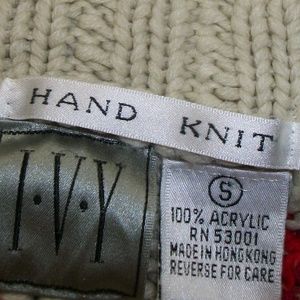 HAND KNIT
I·V·Y
S
100% ACRYLIC
RN 53001
MADE IN HONG KONG
REVERSE FOR CARE